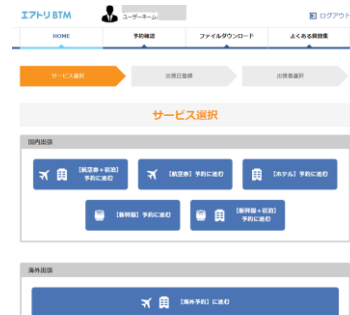 エアトリBTM
ユーザーネーム
ログアウト
HOME
予約確認
ファイルダウンロード
よくある質問集
サービス選択
出張日登録
出張者選択
サービス選択
国内出張
【航空券+宿泊】
予約に進む
【航空券】予約に進む
【ホテル】予約に進む
【新幹線】予約に進む
【新幹線+宿泊】
予約に進む
海外出張
【海外予約】に進む